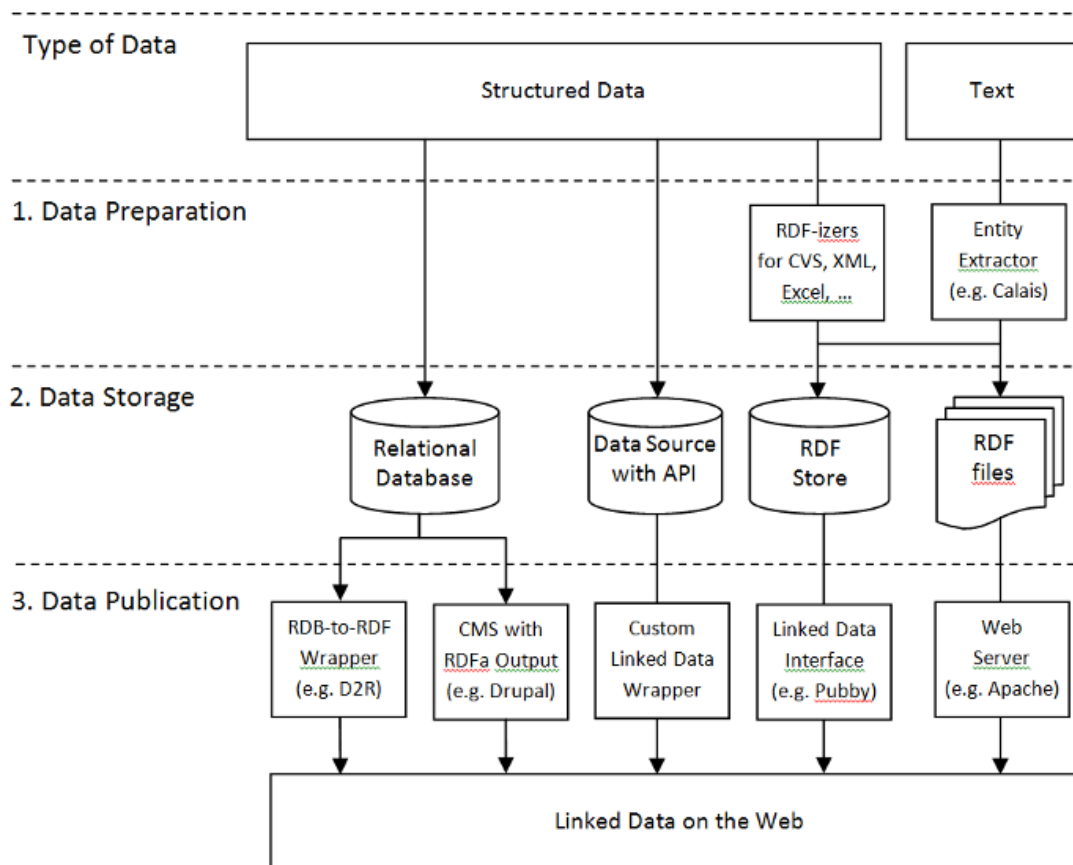 Type of Data
Structured Data
Text
1. Data Preparation
RDF-izers
for CVS, XML,
Excel, ...
Entity
Extractor
(e.g. Calais)
2. Data Storage
Relational
Database
Data Source
with API
RDF
Store
RDF
files
3. Data Publication
RDB-to-RDF
Wrapper
(e.g. D2R)
CMS with
RDFa Output
(e.g. Drupal)
Custom
Linked Data
Wrapper
Linked Data
Interface
(e.g. Pubby)
Web
Server
(e.g. Apache)
Linked Data on the Web